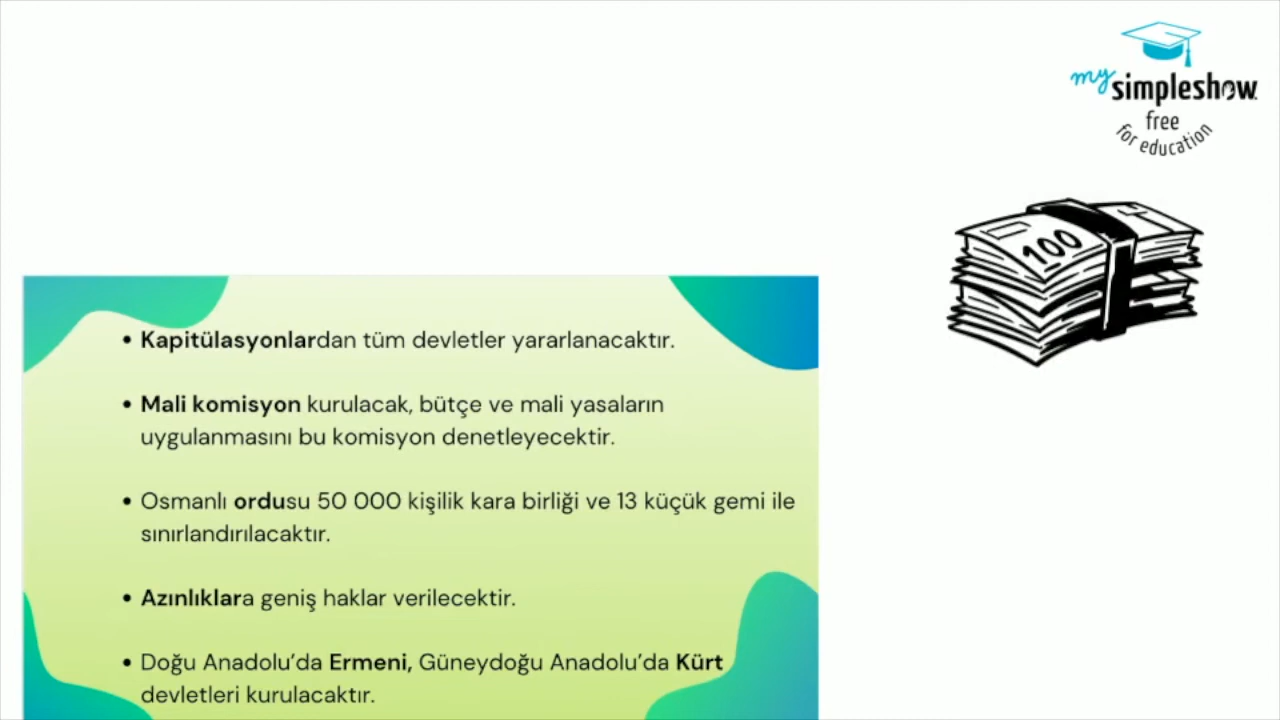 my
simpleshow
free
for education
100
• Kapitülasyonlardan tüm devletler yararlanacaktır.
• Mali komisyon kurulacak, bütçe ve mali yasaların
uygulanmasını bu komisyon denetleyecektir.
• Osmanlı ordusu 50 000 kişilik kara birliği ve 13 küçük gemi ile
sınırlandırılacaktır.
• Azınlıklara geniş haklar verilecektir.
• Doğu Anadolu’da Ermeni, Güneydoğu Anadolu’da Kürt
devletleri kurulacaktır.